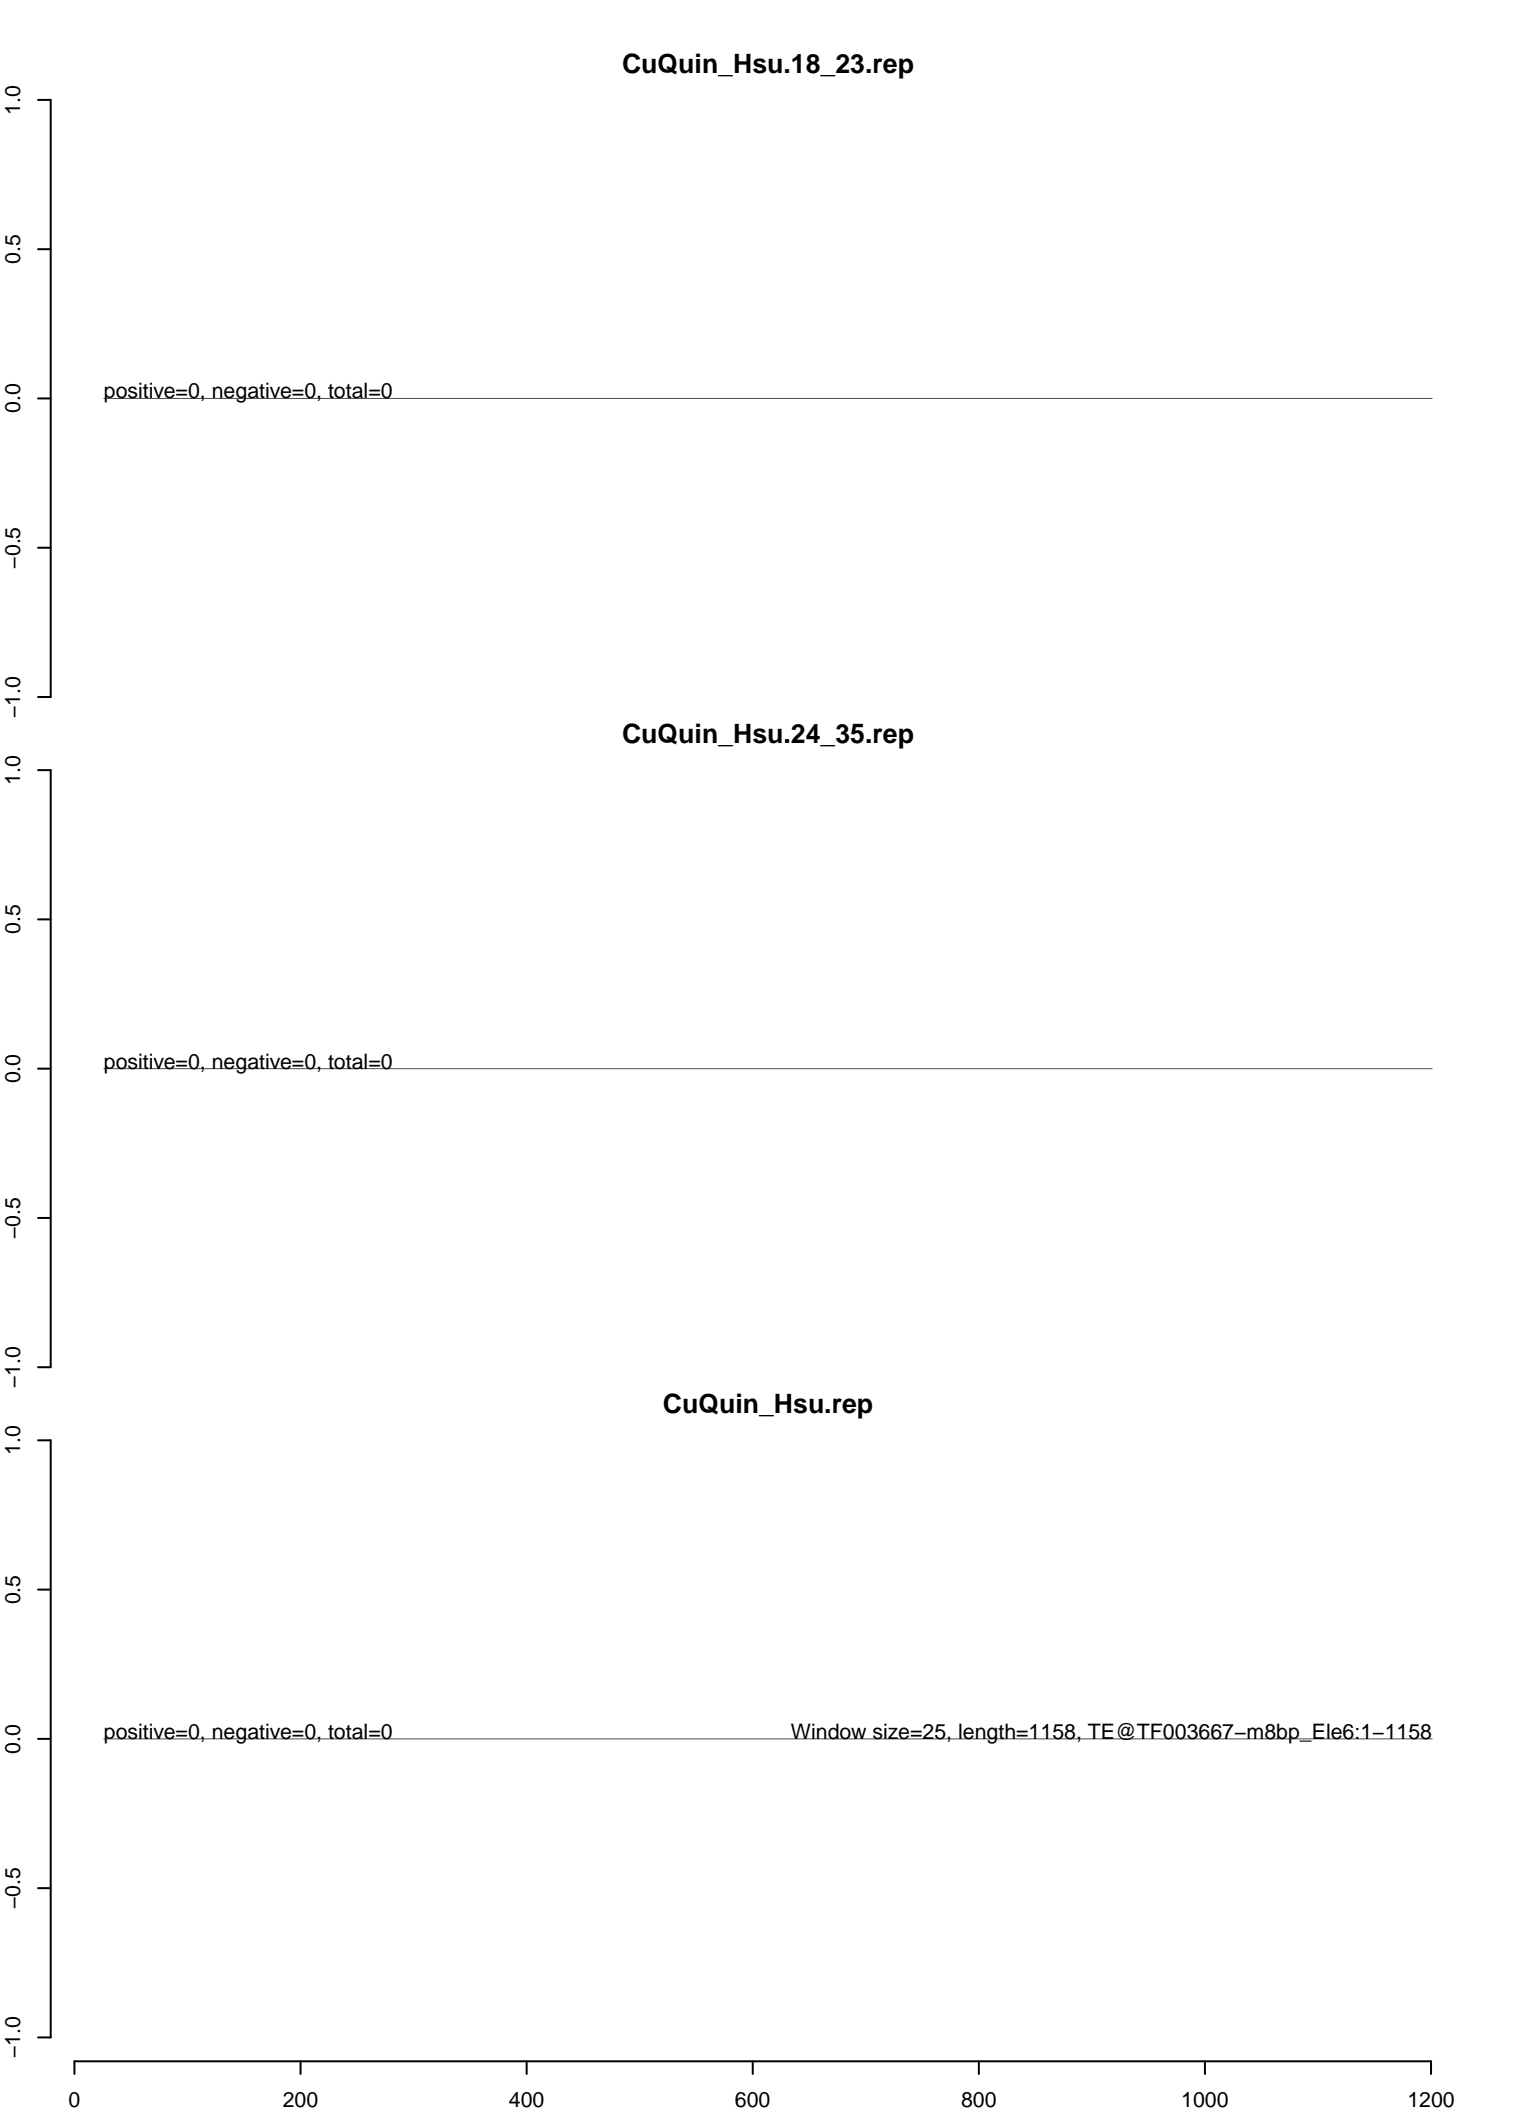 CuQuin_Hsu.18_23.rep
1.0
0.5
0.0
−0.5
−1.0
positive=0, negative=0, total=0
CuQuin_Hsu.24_35.rep
1.0
0.5
0.0
−0.5
−1.0
positive=0, negative=0, total=0
CuQuin_Hsu.rep
1.0
0.5
0.0
−0.5
−1.0
positive=0, negative=0, total=0
Window size=25, length=1158, TE@TF003667−m8bp_Ele6:1−1158
0 200 400 600 800 1000 1200